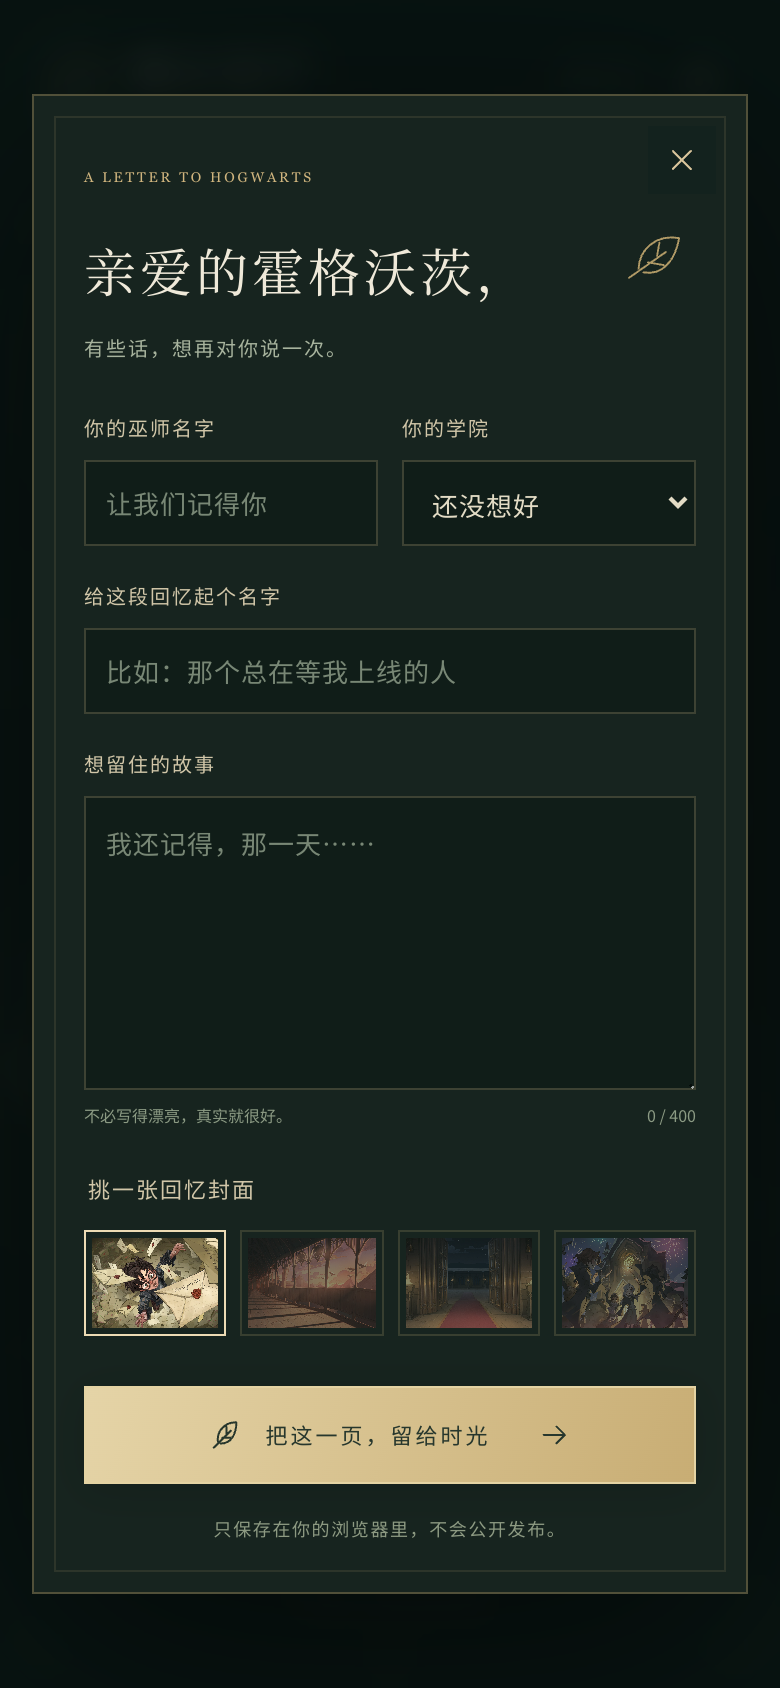 A LETTER TO HOGWARTS
亲爱的霍格沃茨，
有些话，想再对你说一次。
你的巫师名字
你的学院
让我们记得你
还没想好
给这段回忆起个名字
比如：那个总在等我上线的人
想留住的故事
我还记得，那一天……
不必写得漂亮，真实就很好。
0 / 400
挑一张回忆封面
把这一页，留给时光
只保存在你的浏览器里，不会公开发布。